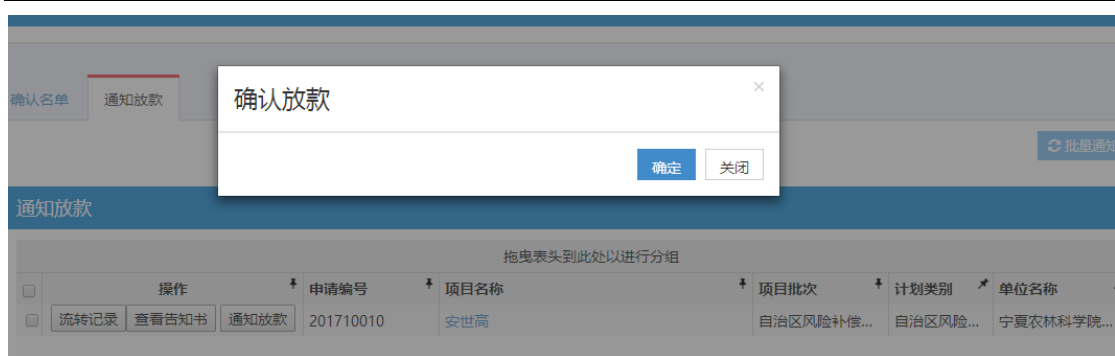 确认名单 通知放款
确认放款 ×
批量通知
确定 关闭
通知放款
拖曳表头到此处以进行分组
操作 申请编号 项目名称 项目批次 计划类别 单位名称
流转记录 查看告知书 通知放款 201710010 安世高 自治区风险补偿... 自治区风险... 宁夏农林科学院...